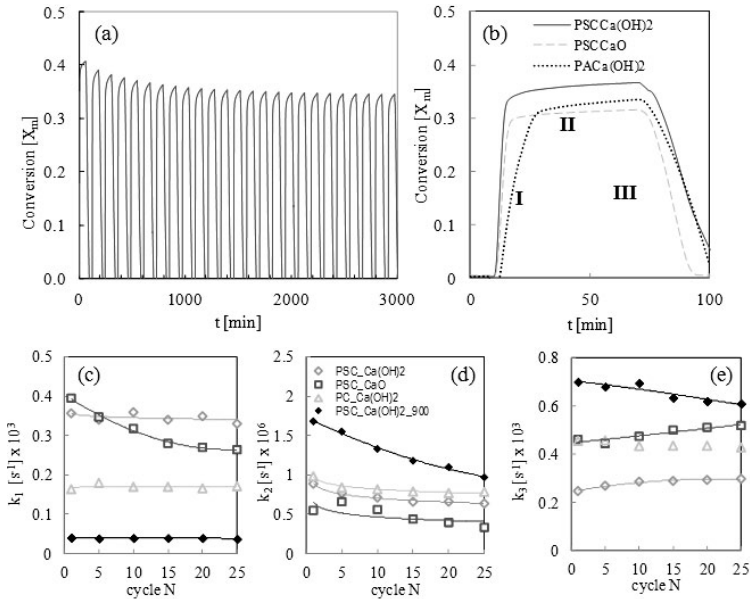 (a)
Conversion [Xm]
0.5
0.4
0.3
0.2
0.1
0.0
0
1000
2000
3000
t [min]
(b)
PSCCa(OH)2
PSCCaO
PACa(OH)2
Conversion [Xm]
0.5
0.4
0.3
0.2
0.1
0.0
I
II
III
0
50
100
t [min]
(c)
k1 [s-1] x 10^3
0.5
0.4
0.3
0.2
0.1
0
0
5
10
15
20
25
cycle N
(d)
PSC_Ca(OH)2
PSC_CaO
PC_Ca(OH)2
PSC_Ca(OH)2_900
k2 [s-1] x 10^6
2.5
2
1.5
1
0.5
0
0
5
10
15
20
25
cycle N
(e)
k3 [s-1] x 10^3
0.8
0.6
0.4
0.2
0.0
0
5
10
15
20
25
cycle N